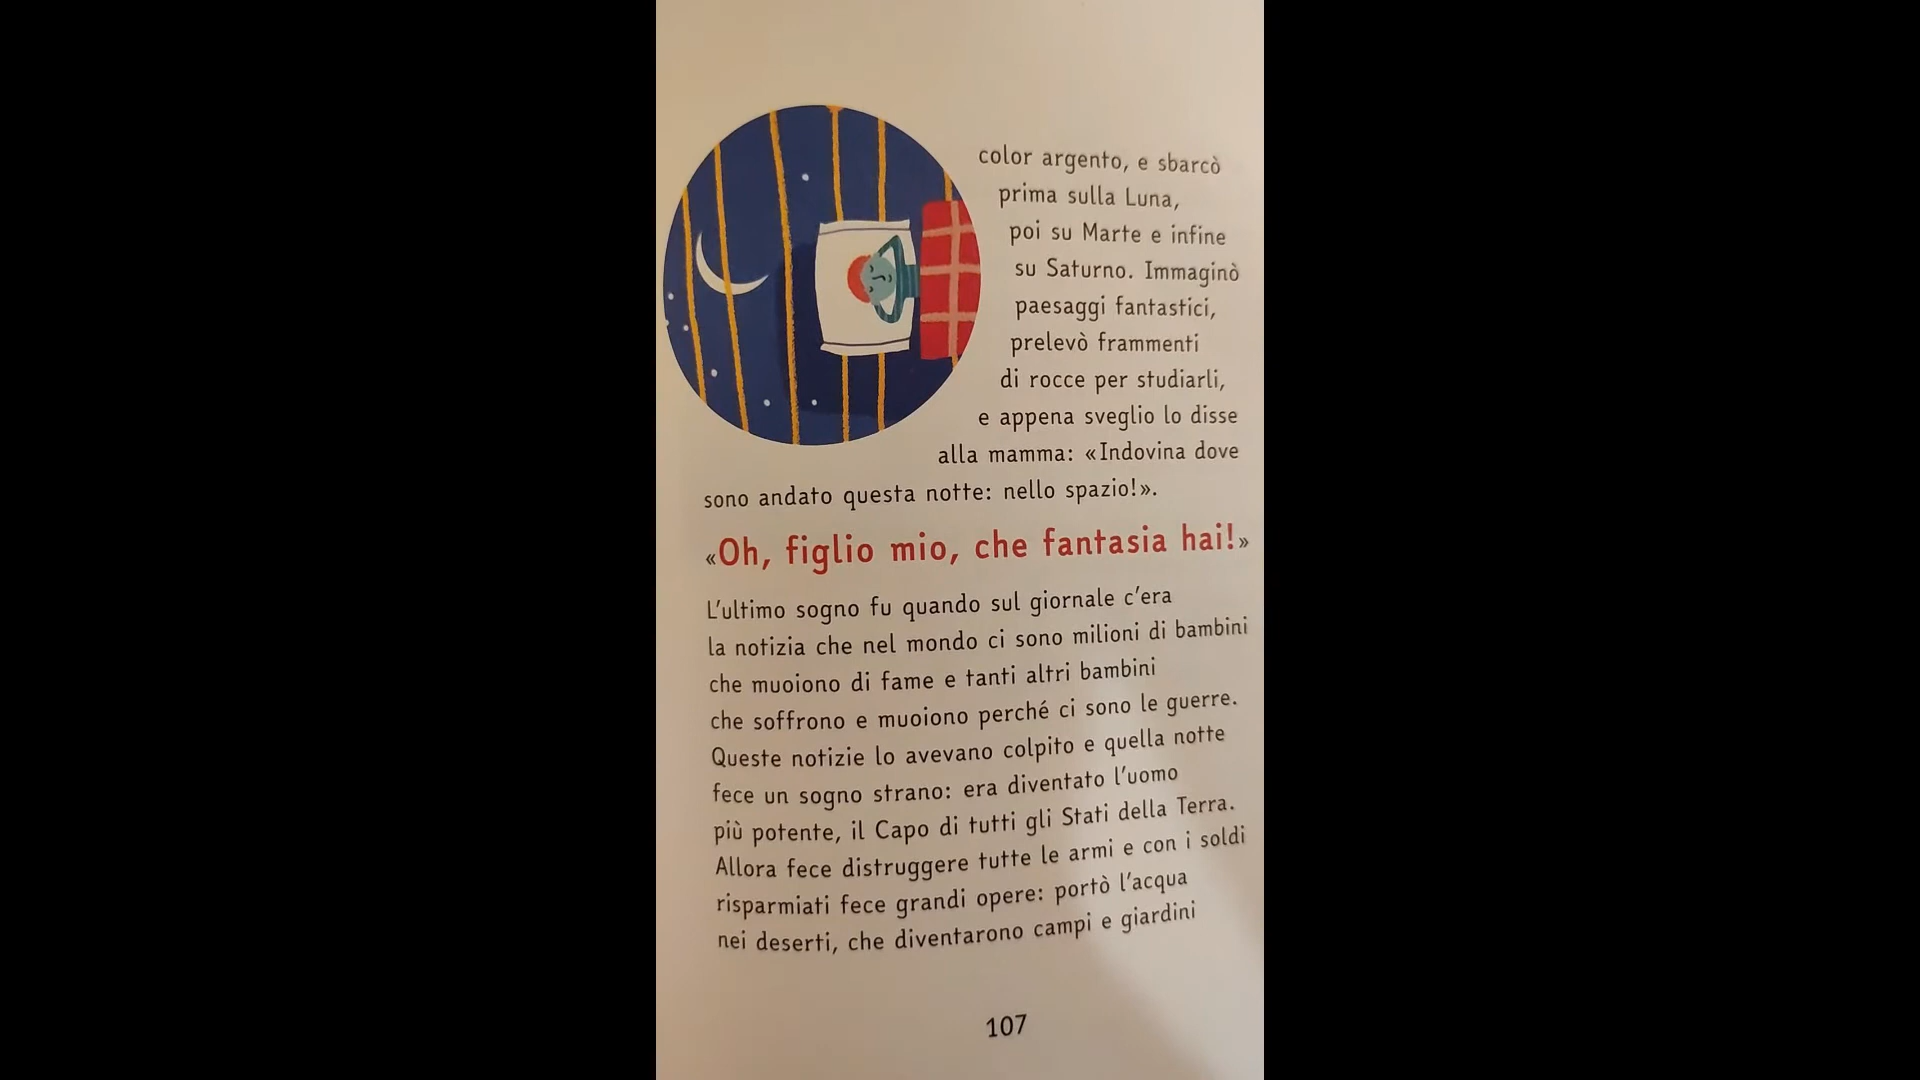 color argento, e sbarcò
prima sulla Luna,
poi su Marte e infine
su Saturno. Immaginò
paesaggi fantastici,
prelevò frammenti
di rocce per studiarli,
e appena sveglio lo disse
alla mamma: «Indovina dove
sono andato questa notte: nello spazio!».
«Oh, figlio mio, che fantasia hai!»
L'ultimo sogno fu quando sul giornale c'era
la notizia che nel mondo ci sono milioni di bambini
che muoiono di fame e tanti altri bambini
che soffrono e muoiono perché ci sono le guerre.
Queste notizie lo avevano colpito e quella notte
fece un sogno strano: era diventato l'uomo
più potente, il Capo di tutti gli Stati della Terra.
Allora fece distruggere tutte le armi e con i soldi
risparmiati fece grandi opere: portò l'acqua
nei deserti, che diventarono campi e giardini
107